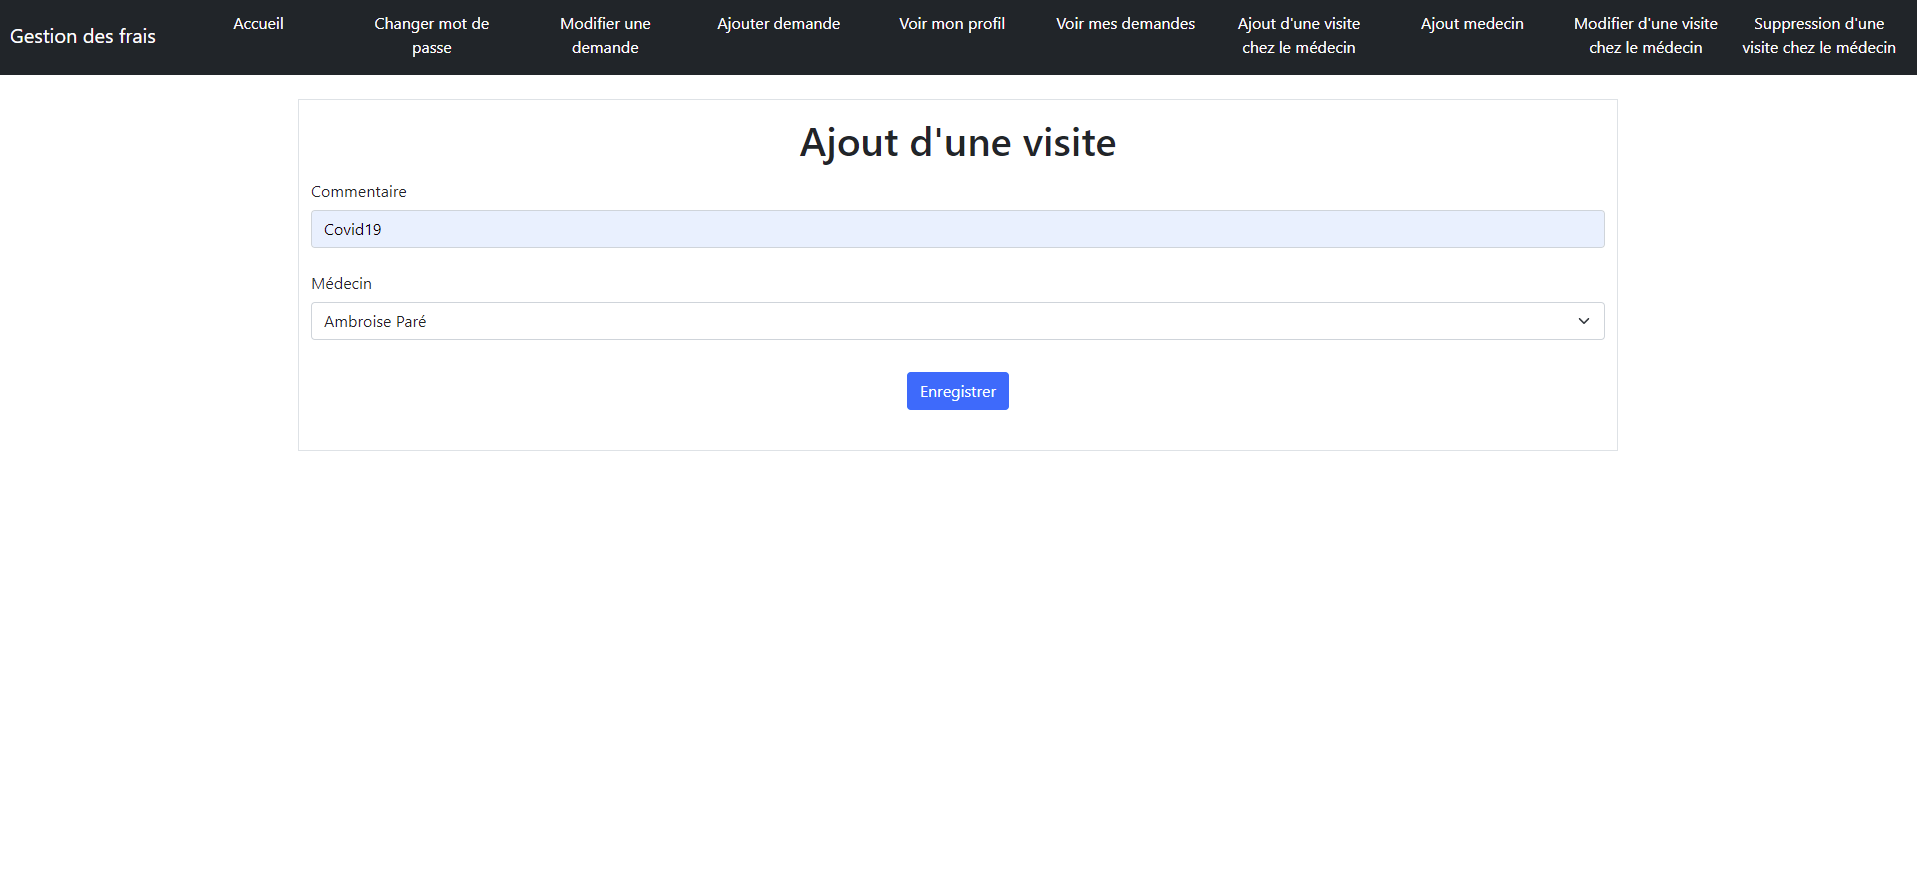 Gestion des frais
Accueil
Changer mot de
passe
Modifier une
demande
Ajouter demande
Voir mon profil
Voir mes demandes
Ajout d'une visite
chez le médecin
Ajout medecin
Modifier d'une visite
chez le médecin
Suppression d'une
visite chez le médecin
Ajout d'une visite
Commentaire
Covid19
Médecin
Ambroise Paré
Enregistrer